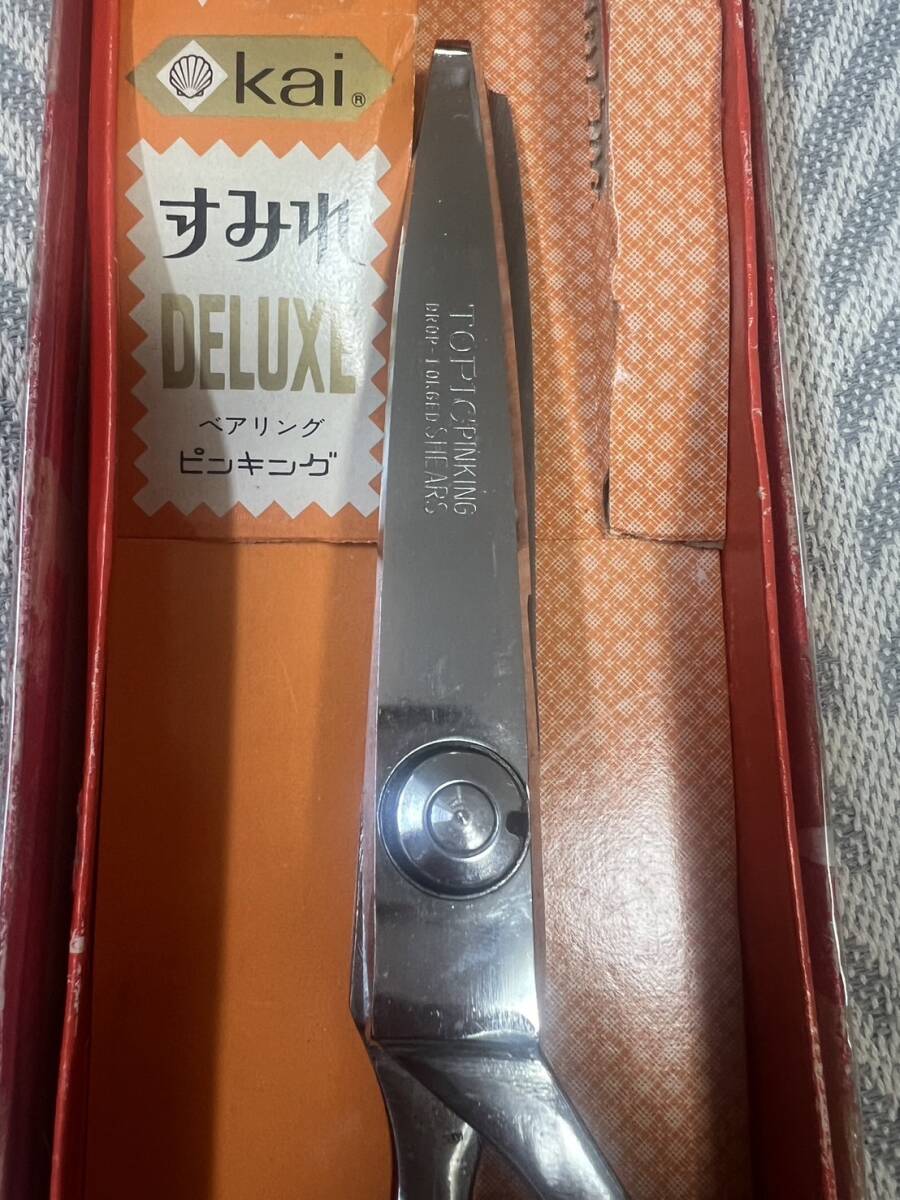 kai®
すみれ
DELUXE
ベアリング
ピンキング
TOPIC PINKING
DROP-FOLGED SHEARS